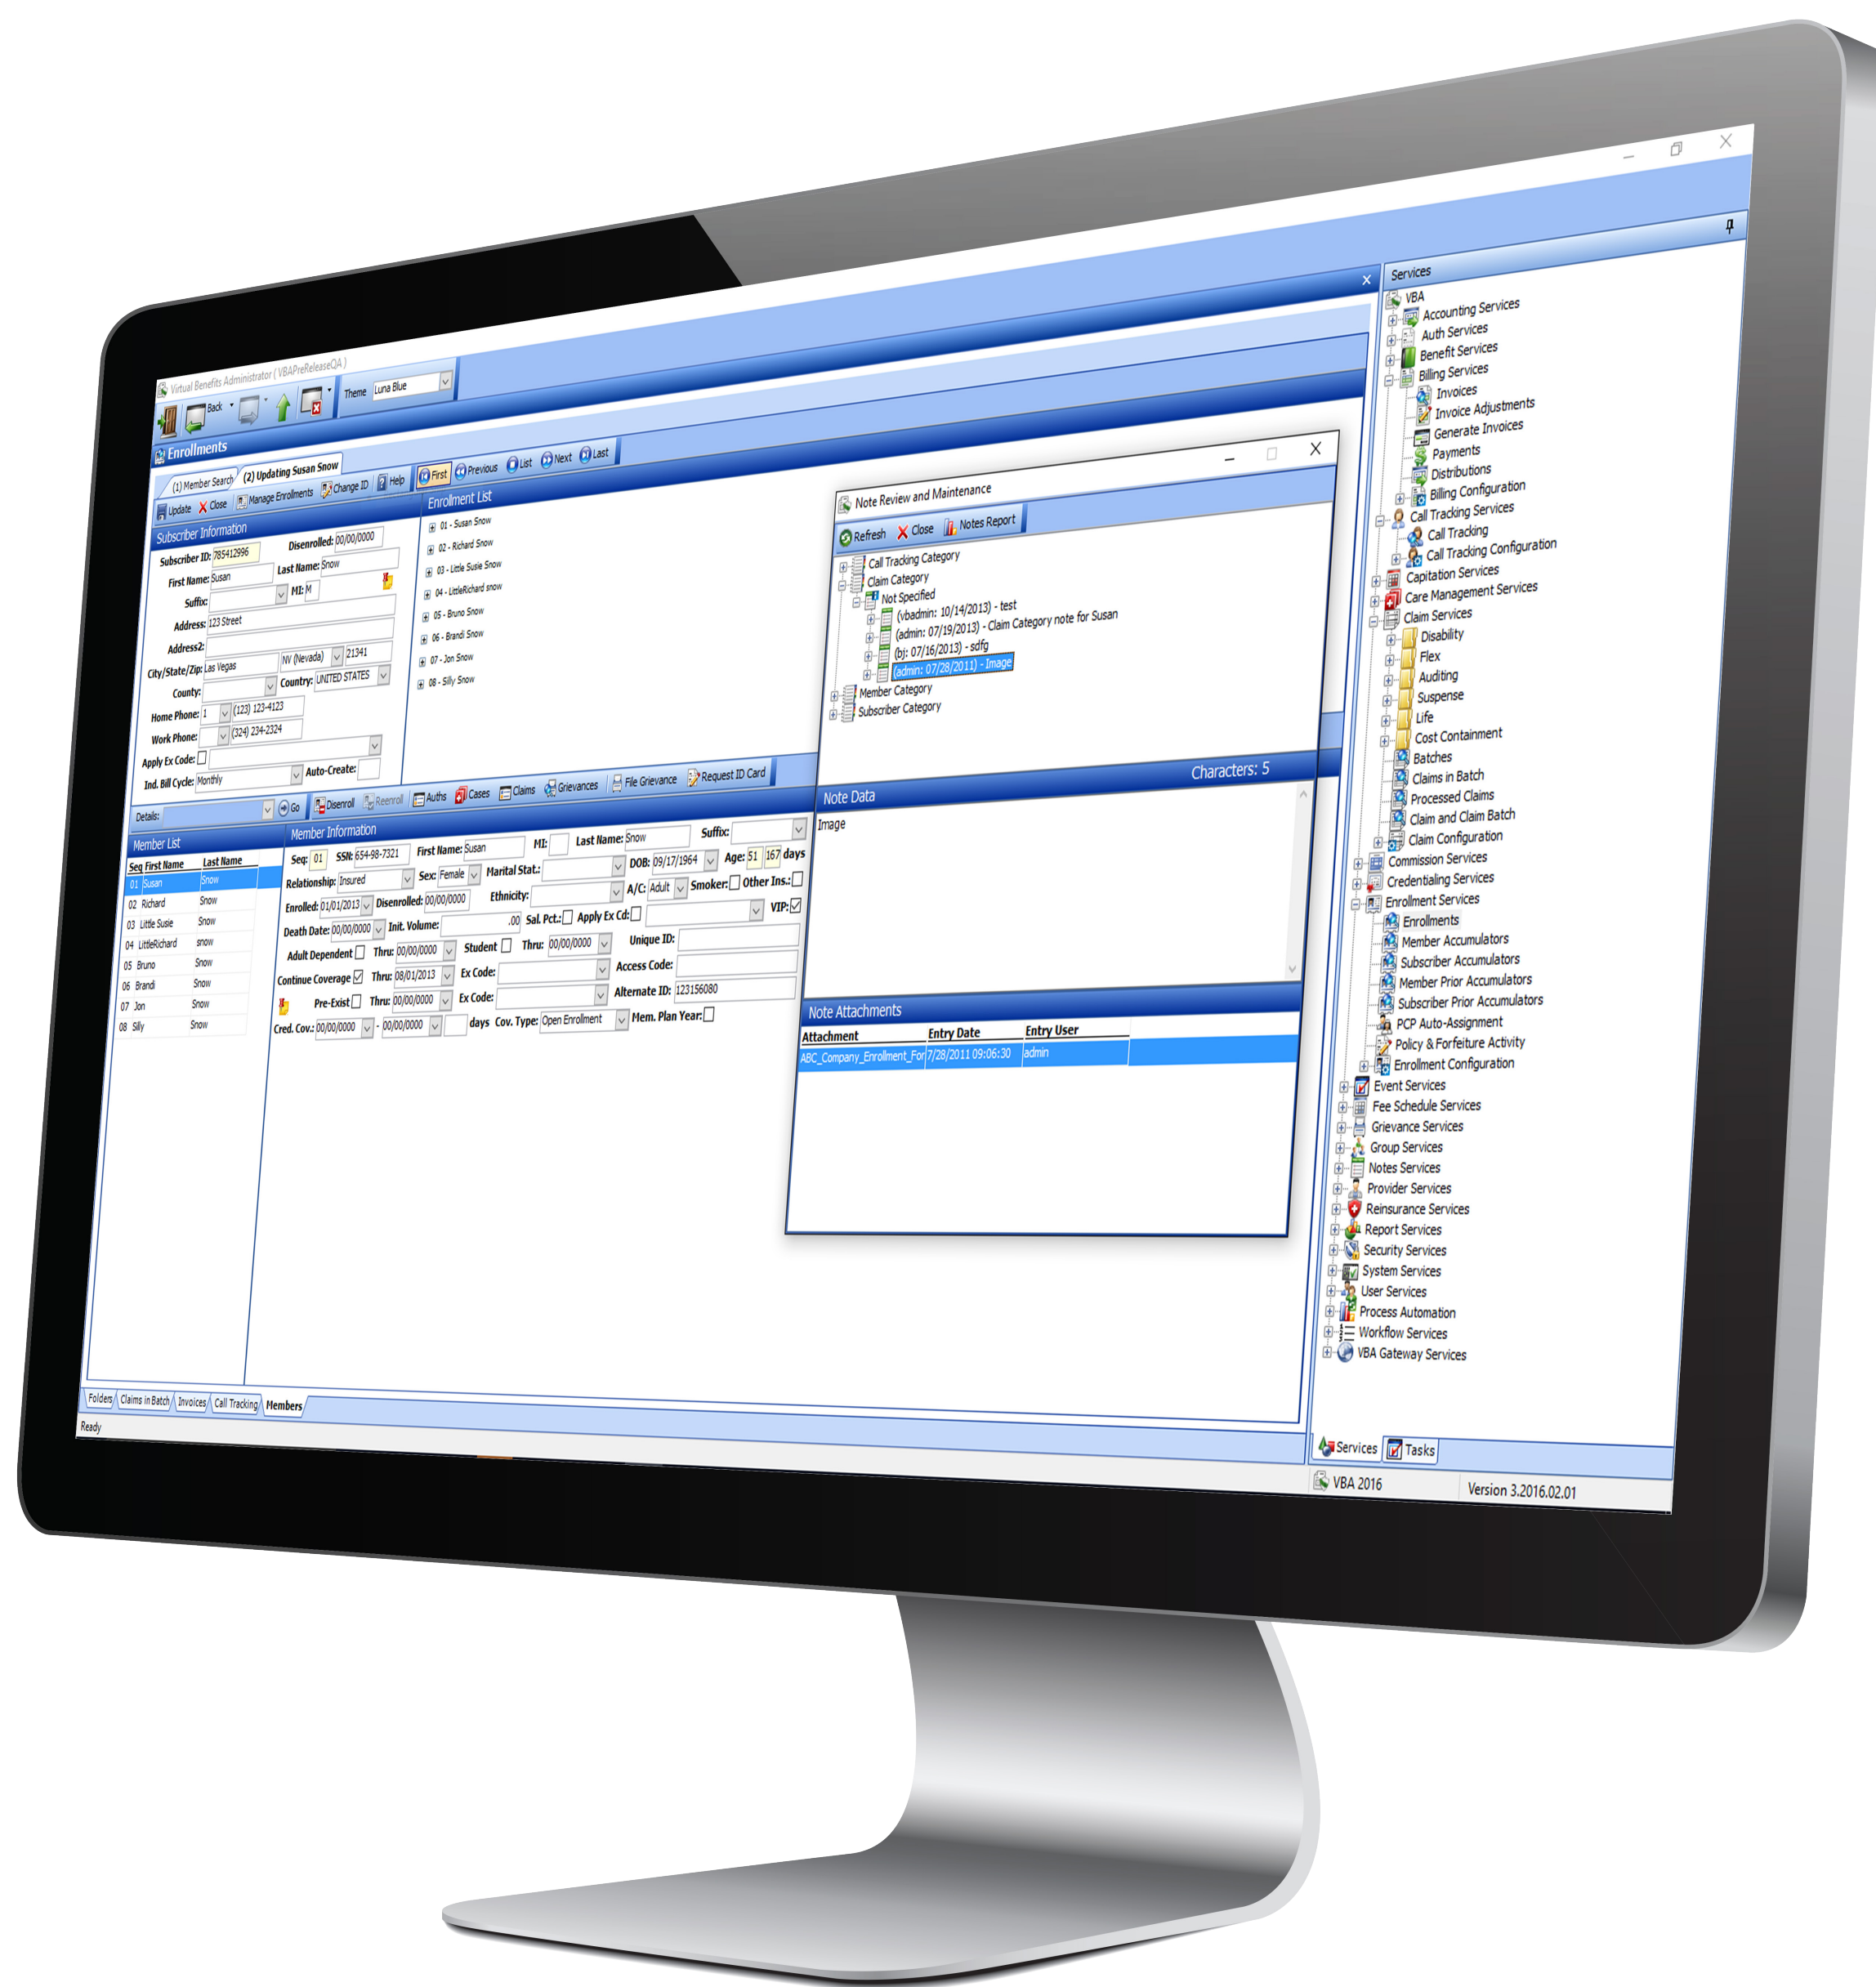 Virtual Benefits Administrator ( VBAPreReleaseQA )
Back
Theme Luna Blue
Enrollments
(1) Member Search (2) Updating Susan Snow
Update Close Manage Enrollments Change ID Help First Previous List Next Last
Subscriber Information
Subscriber ID: 785412996 Disenrolled: 00/00/0000
First Name: Susan Last Name: Snow
Suffix: MI: M
Address: 123 Street
Address2:
City/State/Zip: Las Vegas NV (Nevada) 21341
County: Country: UNITED STATES
Home Phone: 1 (123) 123-4123
Work Phone: (324) 234-2324
Apply Ex Code:
Ind. Bill Cycle: Monthly Auto-Create:
Enrollment List
01 - Susan Snow
02 - Richard Snow
03 - Little Susie Snow
04 - LittleRichard snow
05 - Bruno Snow
06 - Brandi Snow
07 - Jon Snow
08 - Silly Snow
Details: Go Disenroll Reenroll Auths Cases Claims Grievances File Grievance Request ID Card
Member List
Seq First Name Last Name
01 Susan Snow
02 Richard Snow
03 Little Susie Snow
04 LittleRichard snow
05 Bruno Snow
06 Brandi Snow
07 Jon Snow
08 Silly Snow
Member Information
Seq: 01 SSN: 654-98-7321 First Name: Susan MI: Last Name: Snow Suffix:
Relationship: Insured Sex: Female Marital Stat.: DOB: 09/17/1964 Age: 51 167 days
Enrolled: 01/01/2013 Disenrolled: 00/00/0000 Ethnicity: A/C: Adult Smoker: Other Ins.:
Death Date: 00/00/0000 Init. Volume: .00 Sal. Pct.: Apply Ex Cd: VIP:
Adult Dependent Thru: 00/00/0000 Student Thru: 00/00/0000 Unique ID:
Continue Coverage Thru: 08/01/2013 Ex Code: Access Code:
Pre-Exist Thru: 00/00/0000 Ex Code: Alternate ID: 123156080
Cred. Cov.: 00/00/0000 - 00/00/0000 days Cov. Type: Open Enrollment Mem. Plan Year:
Note Review and Maintenance
Refresh Close Notes Report
Call Tracking Category
Claim Category
Not Specified
(vbadmin: 10/14/2013) - test
(admin: 07/19/2013) - Claim Category note for Susan
(bj: 07/16/2013) - sdfg
(admin: 07/28/2011) - Image
Member Category
Subscriber Category
Characters: 5
Note Data
Image
Note Attachments
Attachment Entry Date Entry User
ABC_Company_Enrollment_For 7/28/2011 09:06:30 admin
Services
VBA
Accounting Services
Auth Services
Benefit Services
Billing Services
Invoices
Invoice Adjustments
Generate Invoices
Payments
Distributions
Billing Configuration
Call Tracking Services
Call Tracking
Call Tracking Configuration
Capitation Services
Care Management Services
Claim Services
Disability
Flex
Auditing
Suspense
Life
Cost Containment
Batches
Claims in Batch
Processed Claims
Claim and Claim Batch
Claim Configuration
Commission Services
Credentialing Services
Enrollment Services
Enrollments
Member Accumulators
Subscriber Accumulators
Member Prior Accumulators
Subscriber Prior Accumulators
PCP Auto-Assignment
Policy & Forfeiture Activity
Enrollment Configuration
Event Services
Fee Schedule Services
Grievance Services
Group Services
Notes Services
Provider Services
Reinsurance Services
Report Services
Security Services
System Services
User Services
Process Automation
Workflow Services
VBA Gateway Services
Folders Claims in Batch Invoices Call Tracking Members
Services Tasks
Ready
VBA 2016 Version 3.2016.02.01